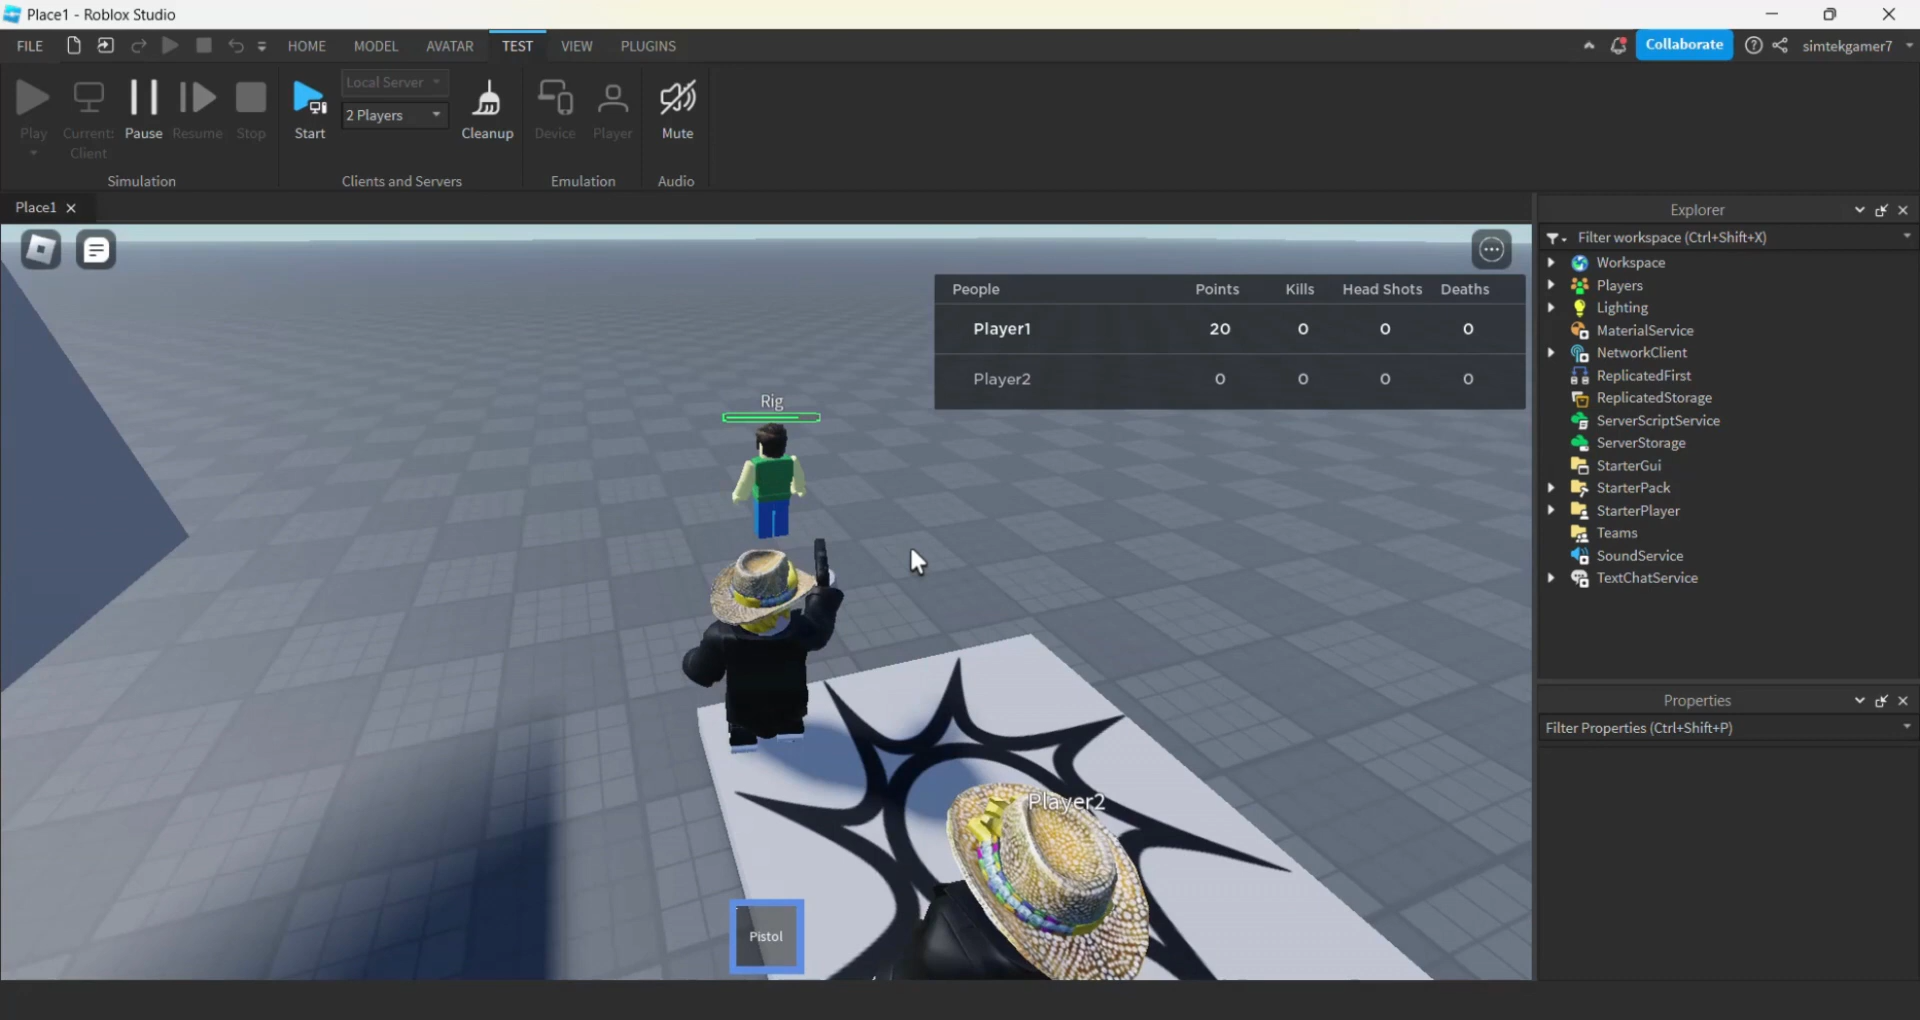 Place1 - Roblox Studio
FILE HOME MODEL AVATAR TEST VIEW PLUGINS Collaborate simtekgamer7
Play Current: Client Pause Resume Stop Start Local Server 2 Players Cleanup Device Player Mute
Simulation Clients and Servers Emulation Audio
Place1
People Points Kills Head Shots Deaths
Player1 20 0 0 0
Player2 0 0 0 0
Rig
Player2
Pistol
Explorer
Filter workspace (Ctrl+Shift+X)
Workspace
Players
Lighting
MaterialService
NetworkClient
ReplicatedFirst
ReplicatedStorage
ServerScriptService
ServerStorage
StarterGui
StarterPack
StarterPlayer
Teams
SoundService
TextChatService
Properties
Filter Properties (Ctrl+Shift+P)